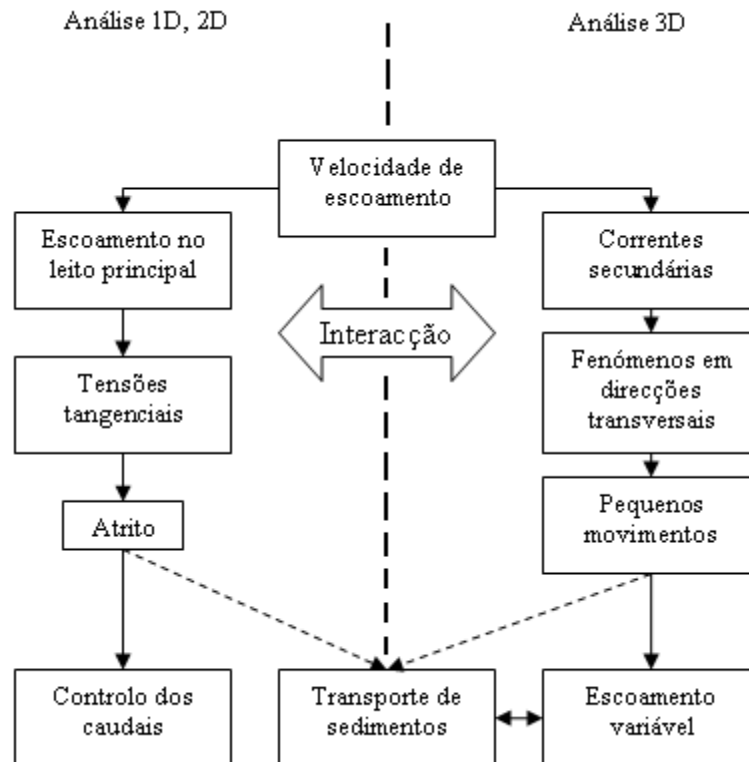 Análise 1D, 2D
Análise 3D
Velocidade de
escoamento
Escoamento no
leito principal
Correntes
secundárias
Interacção
Tensões
tangenciais
Fenómenos em
direcções
transversais
Atrito
Pequenos
movimentos
Controlo dos
caudais
Transporte de
sedimentos
Escoamento
variável